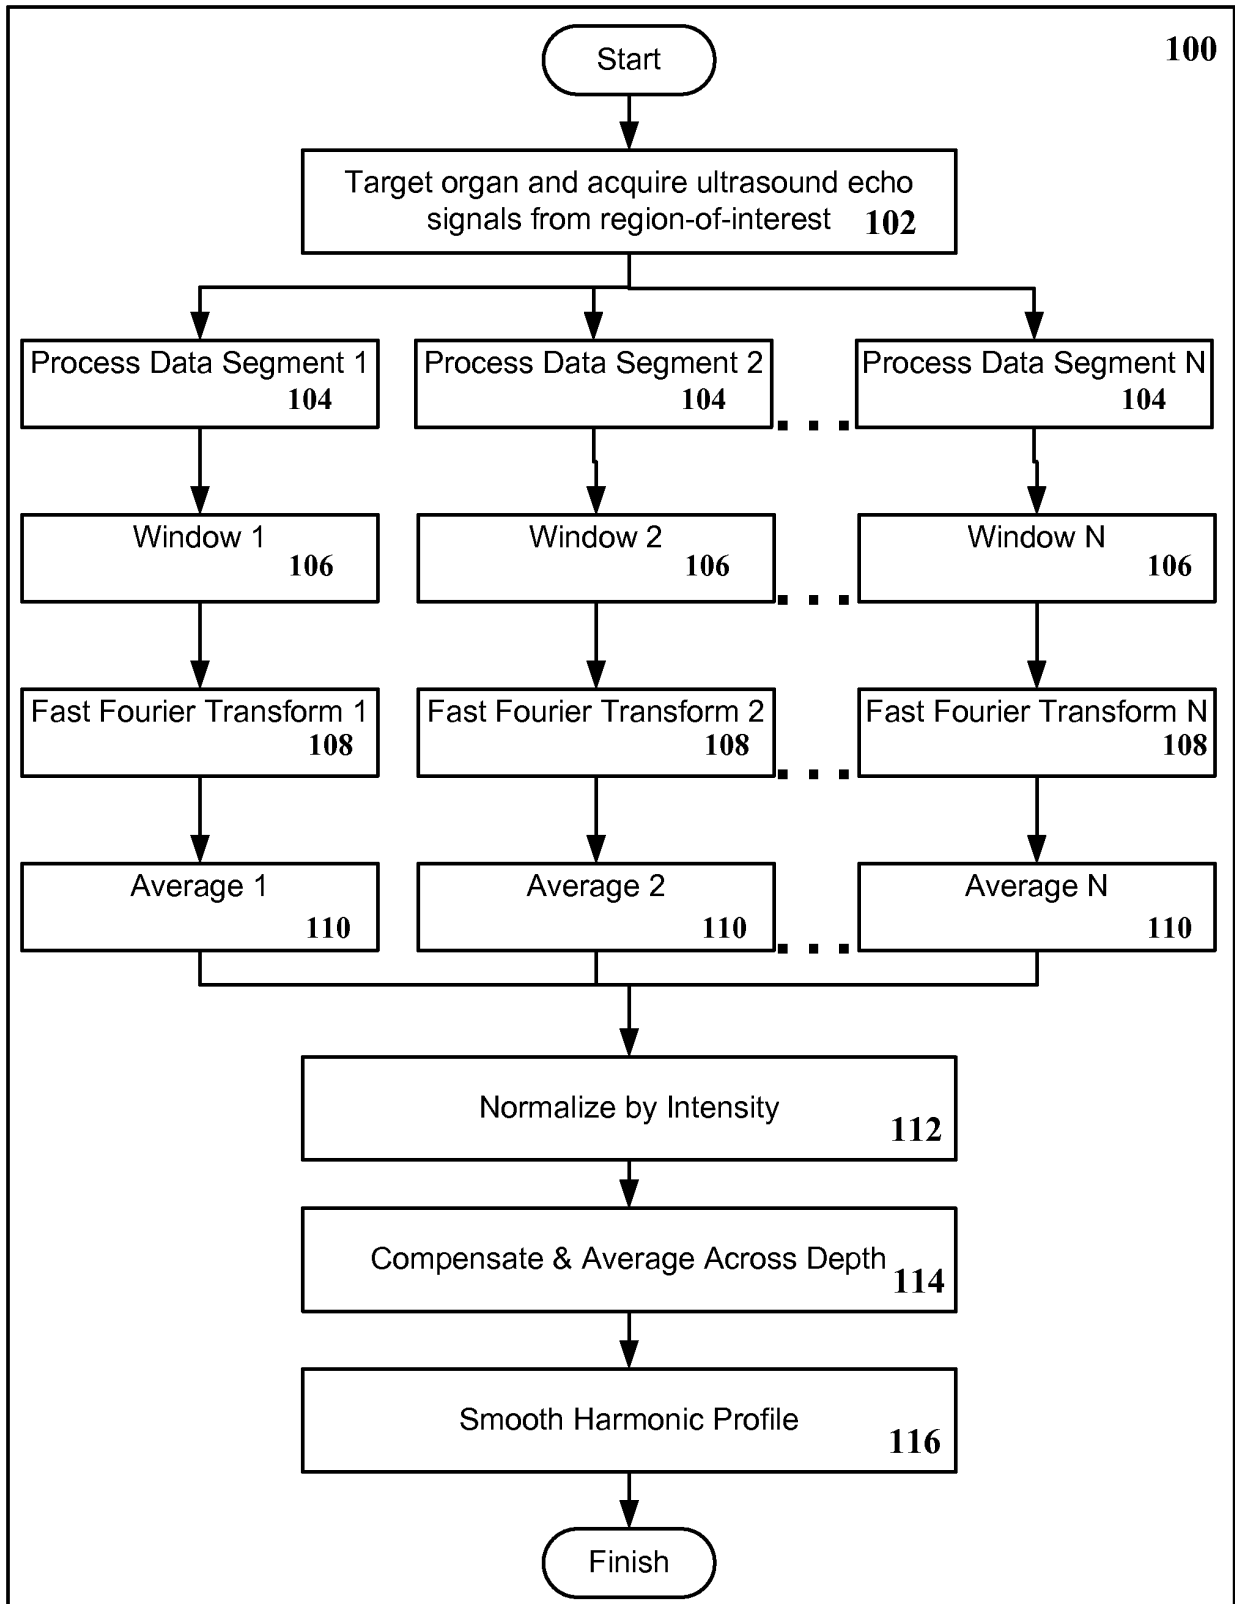 Start
100
Target organ and acquire ultrasound echo
signals from region-of-interest 102
Process Data Segment 1
104
Process Data Segment 2
104
. . .
Process Data Segment N
104
Window 1
106
Window 2
106
. . .
Window N
106
Fast Fourier Transform 1
108
Fast Fourier Transform 2
108
. . .
Fast Fourier Transform N
108
Average 1
110
Average 2
110
. . .
Average N
110
Normalize by Intensity
112
Compensate & Average Across Depth
114
Smooth Harmonic Profile
116
Finish